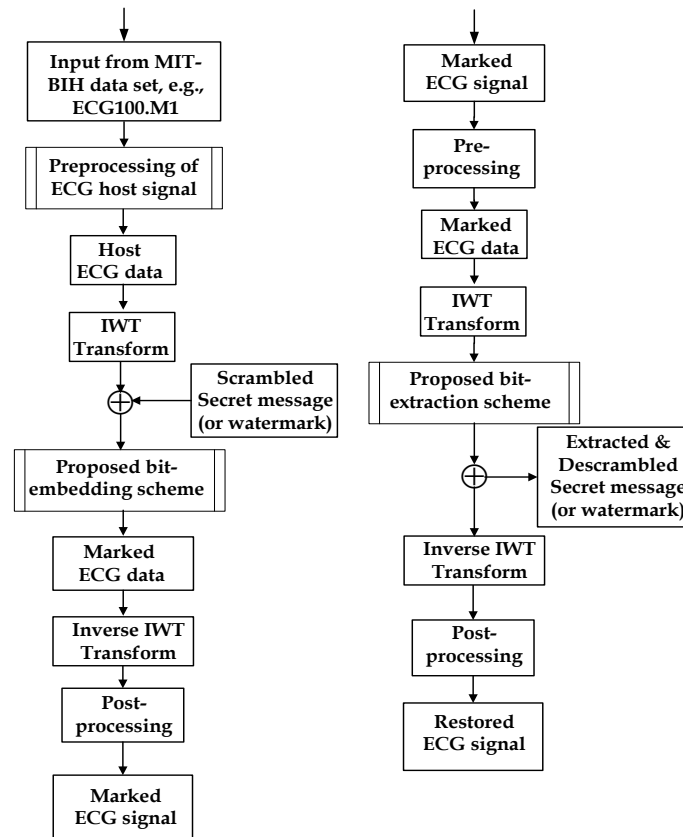 Input from MIT-
BIH data set, e.g.,
ECG100.M1
Preprocessing of
ECG host signal
Host
ECG data
IWT
Transform
Scrambled
Secret message
(or watermark)
Proposed bit-
embedding scheme
Marked
ECG data
Inverse IWT
Transform
Post-
processing
Marked
ECG signal
Marked
ECG signal
Pre-
processing
Marked
ECG data
IWT
Transform
Proposed bit-
extraction scheme
Extracted &
Descrambled
Secret message
(or watermark)
Inverse IWT
Transform
Post-
processing
Restored
ECG signal